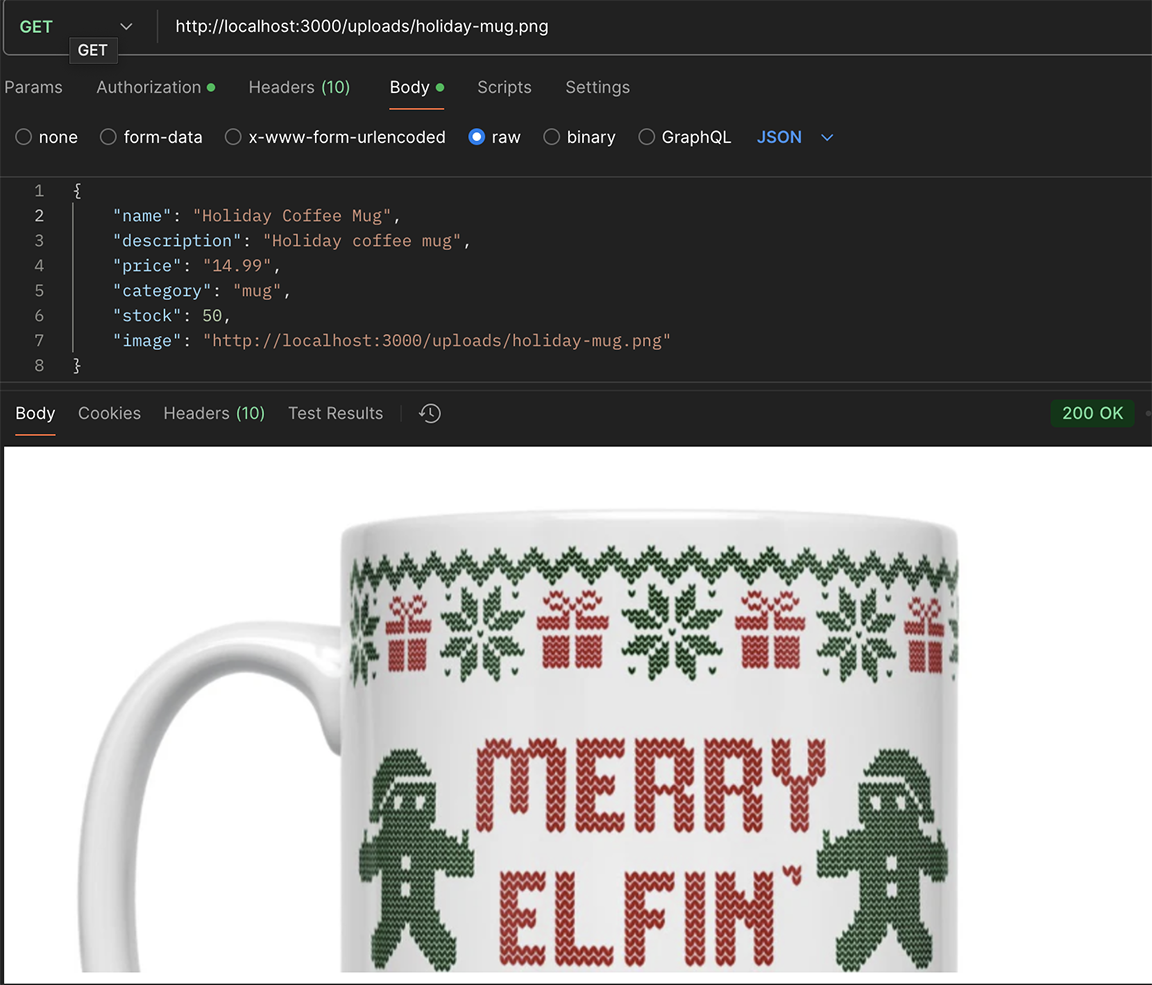 GET
http://localhost:3000/uploads/holiday-mug.png
GET
Params Authorization Headers (10) Body Scripts Settings
none form-data x-www-form-urlencoded raw binary GraphQL JSON
1 {
2 "name": "Holiday Coffee Mug",
3 "description": "Holiday coffee mug",
4 "price": "14.99",
5 "category": "mug",
6 "stock": 50,
7 "image": "http://localhost:3000/uploads/holiday-mug.png"
8 }
Body Cookies Headers (10) Test Results 200 OK
MERRY
ELFIN'